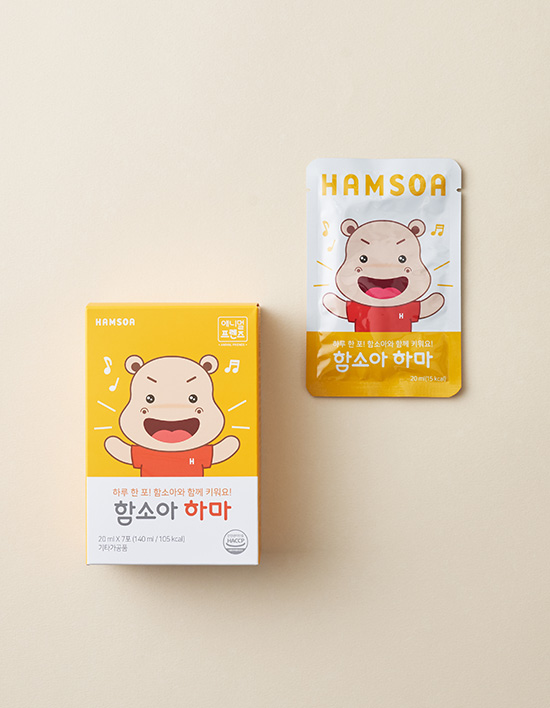 HAMSOA
하루 한 포! 함소아와 함께 키워요!
함소아 하마
20 ml(15 kcal)
HAMSOA
애니멀
프렌즈
H
하루 한 포! 함소아와 함께 키워요!
함소아 하마
20 ml X 7포 (140 ml / 105 kcal)
기타가공품
HACCP